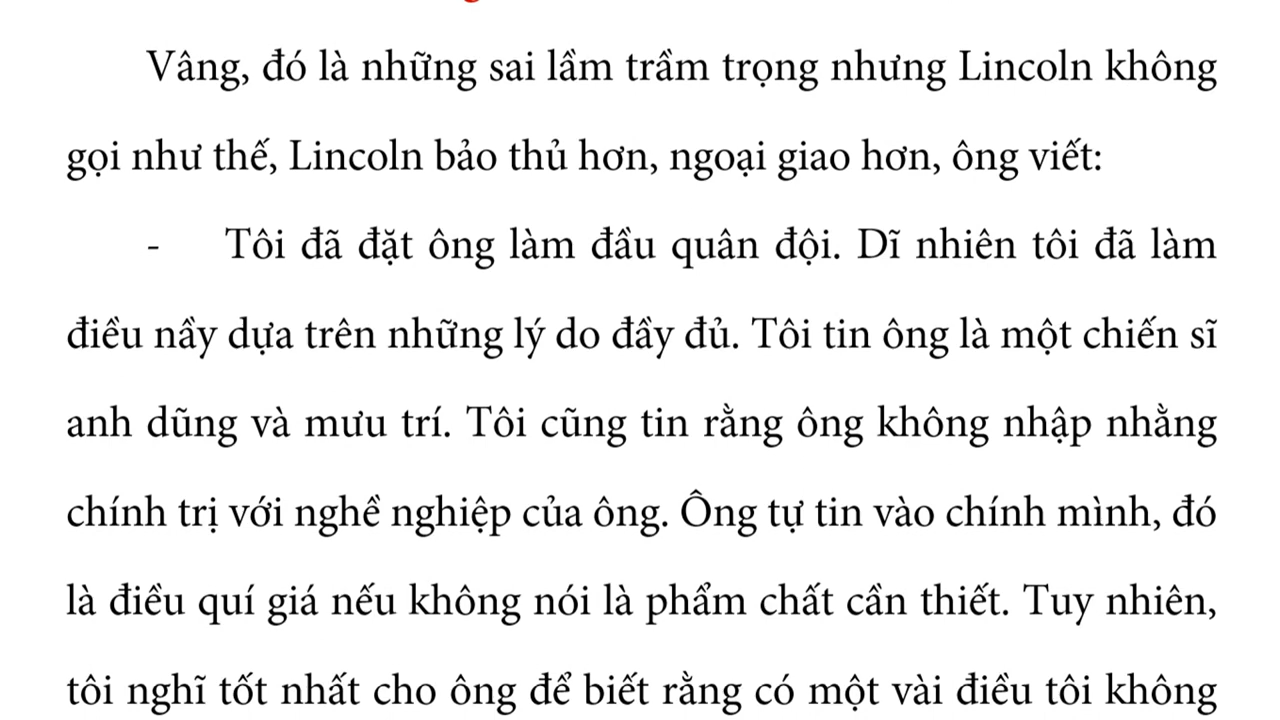 Vâng, đó là những sai lầm trầm trọng nhưng Lincoln không
gọi như thế, Lincoln bảo thủ hơn, ngoại giao hơn, ông viết:
- Tôi đã đặt ông làm đầu quân đội. Dĩ nhiên tôi đã làm
điều nầy dựa trên những lý do đầy đủ. Tôi tin ông là một chiến sĩ
anh dũng và mưu trí. Tôi cũng tin rằng ông không nhập nhằng
chính trị với nghề nghiệp của ông. Ông tự tin vào chính mình, đó
là điều quí giá nếu không nói là phẩm chất cần thiết. Tuy nhiên,
tôi nghĩ tốt nhất cho ông để biết rằng có một vài điều tôi không